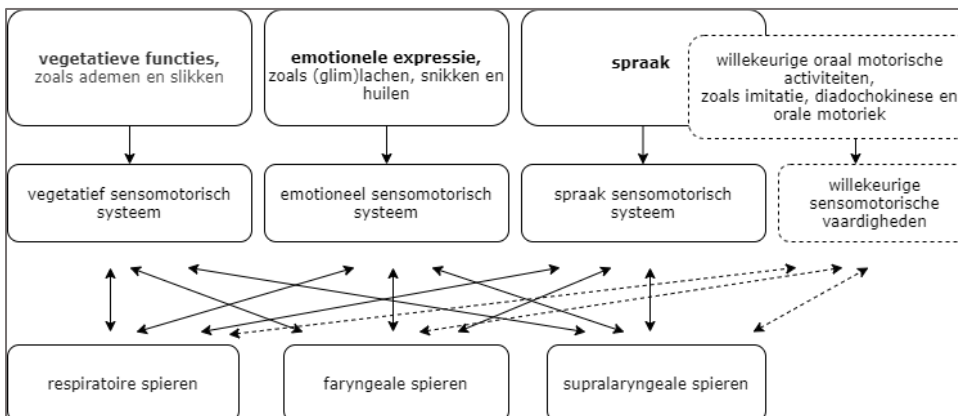 vegetatieve functies,
zoals ademen en slikken
emotionele expressie,
zoals (glim)lachen, snikken en
huilen
spraak
willekeurige oraal motorische
activiteiten,
zoals imitatie, diadochokinese en
orale motoriek
vegetatief sensomotorisch
systeem
emotioneel sensomotorisch
systeem
spraak sensomotorisch
systeem
willekeurige
sensomotorische
vaardigheden
respiratoire spieren
faryngeale spieren
supralaryngeale spieren